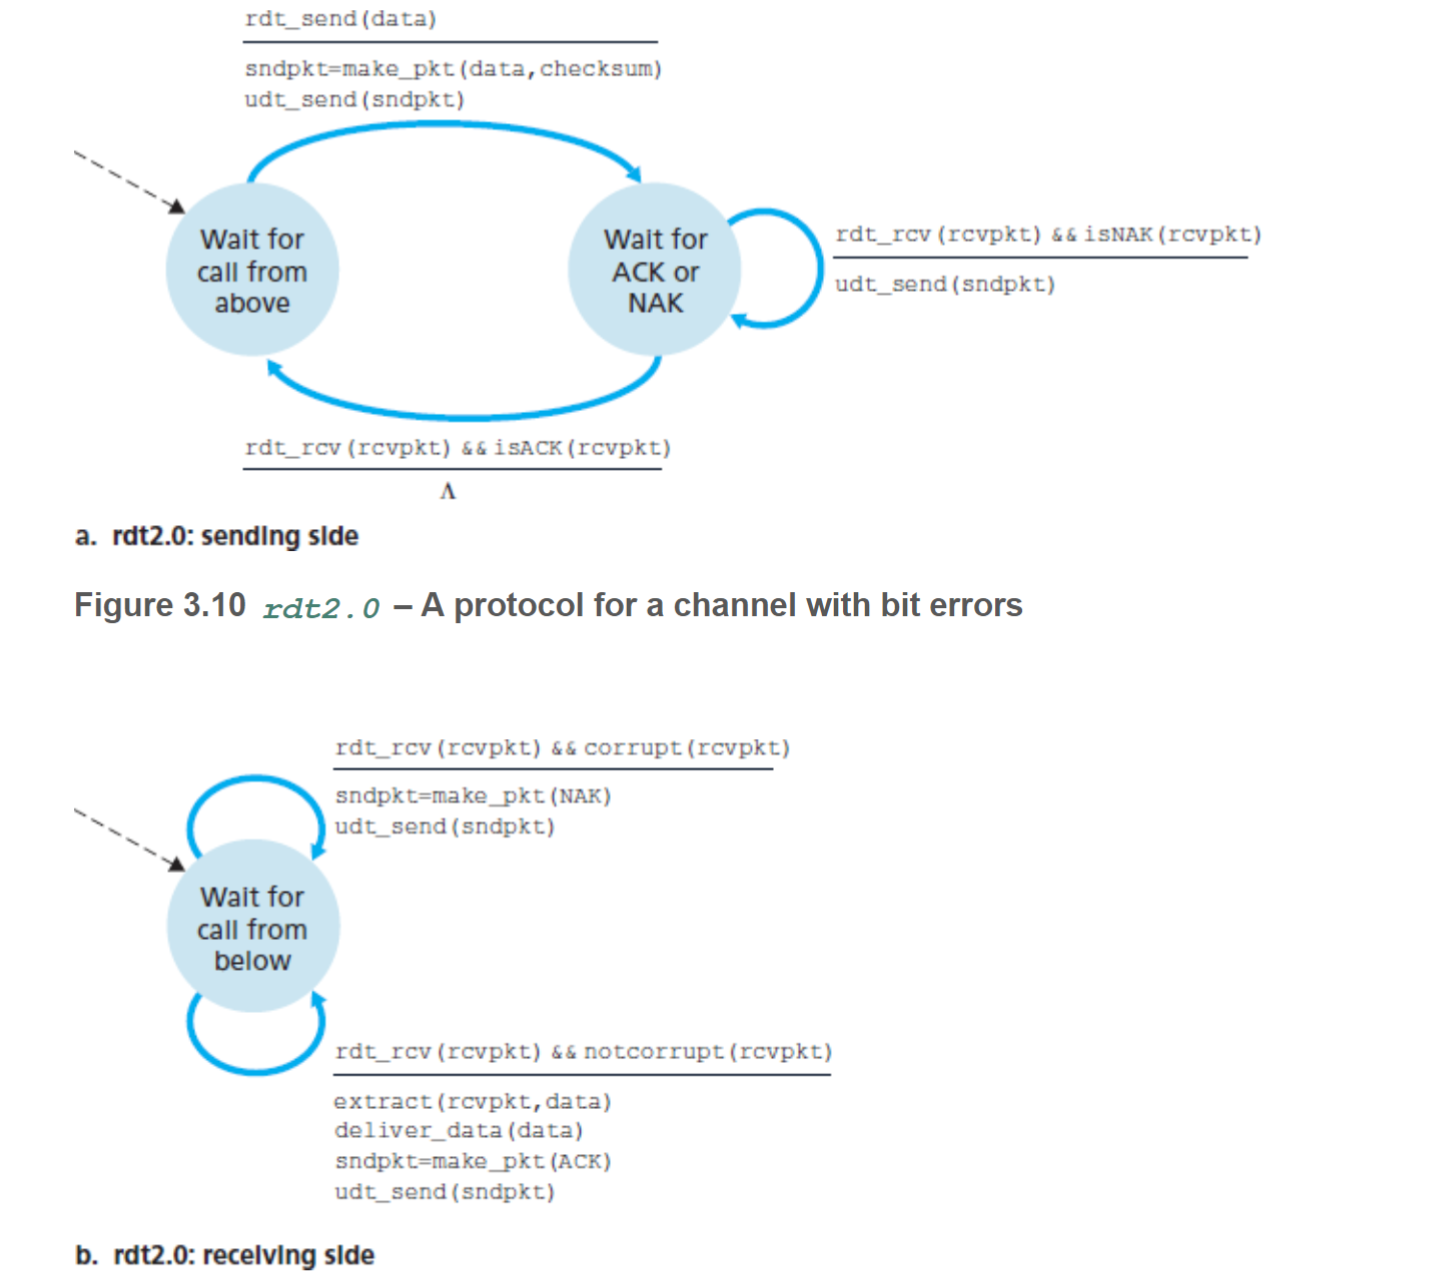 rdt_send(data)
sndpkt=make_pkt(data,checksum)
udt_send(sndpkt)
Wait for
call from
above
Wait for
ACK or
NAK
rdt_rcv(rcvpkt) && isNAK(rcvpkt)
udt_send(sndpkt)
rdt_rcv(rcvpkt) && isACK(rcvpkt)
Λ
a. rdt2.0: sending side
Figure 3.10 rdt2.0 – A protocol for a channel with bit errors
rdt_rcv(rcvpkt) && corrupt(rcvpkt)
sndpkt=make_pkt(NAK)
udt_send(sndpkt)
Wait for
call from
below
rdt_rcv(rcvpkt) && notcorrupt(rcvpkt)
extract(rcvpkt,data)
deliver_data(data)
sndpkt=make_pkt(ACK)
udt_send(sndpkt)
b. rdt2.0: receiving side